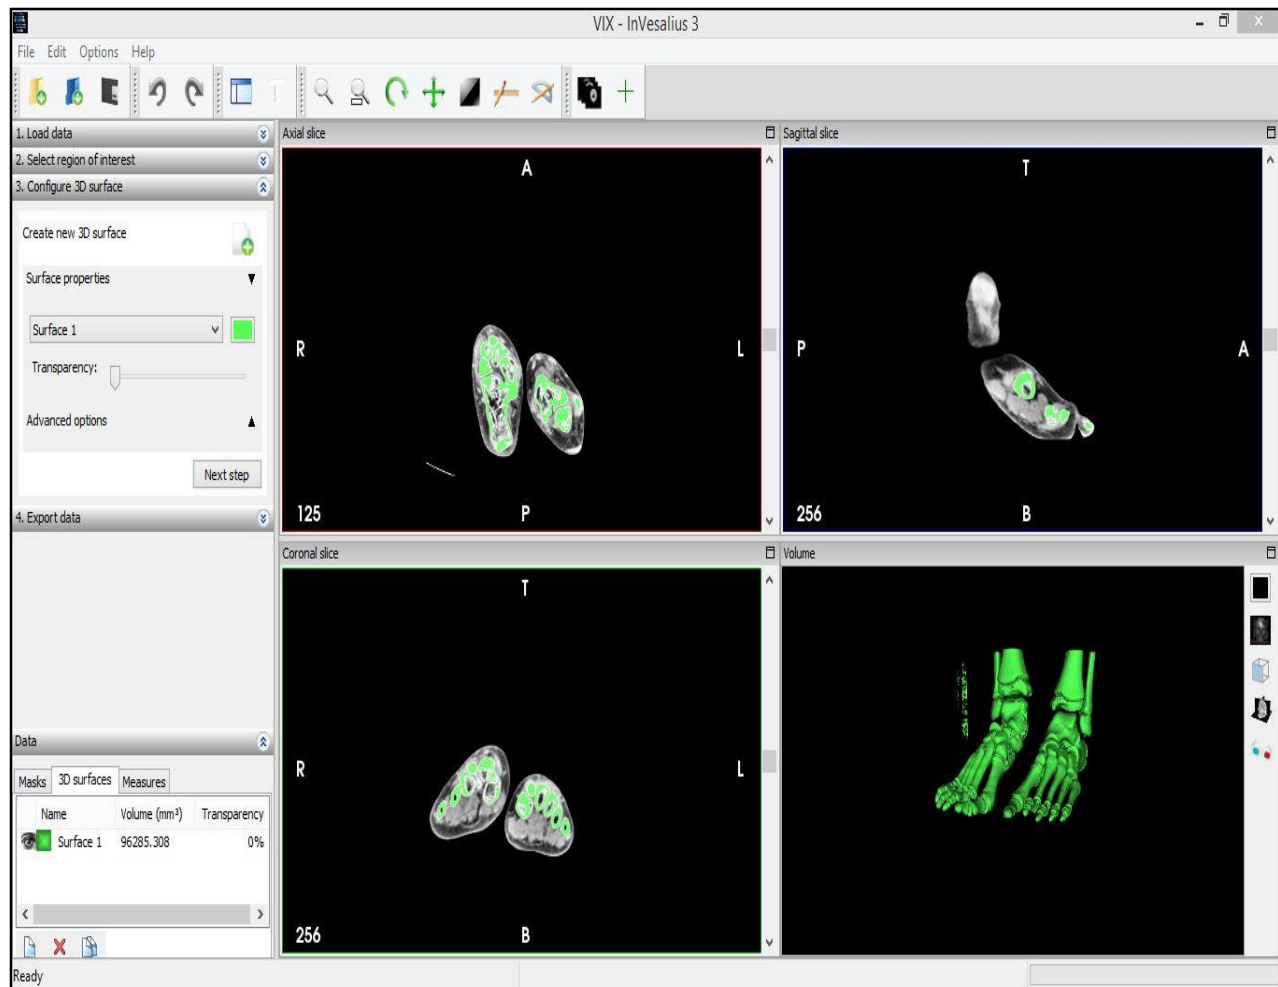 VIX - InVesalius 3
File Edit Options Help
1. Load data
2. Select region of interest
3. Configure 3D surface
Create new 3D surface
Surface properties
Surface 1
Transparency:
Advanced options
Next step
4. Export data
Data
Masks 3D surfaces Measures
Name Volume (mm³) Transparency
Surface 1 96285.308 0%
Ready
Axial slice
A
R L
125 P
Sagittal slice
T
P A
256 B
Coronal slice
T
R L
256 B
Volume